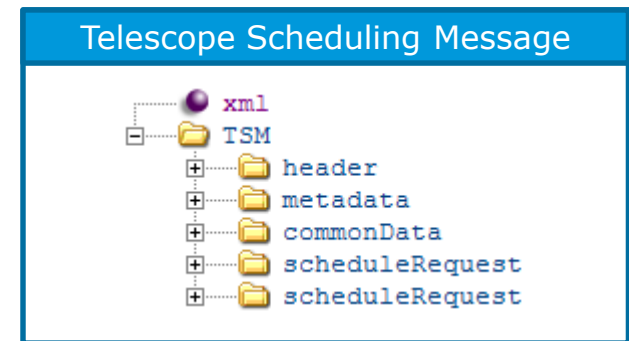 Telescope Scheduling Message
xml
TSM
header
metadata
commonData
scheduleRequest
scheduleRequest